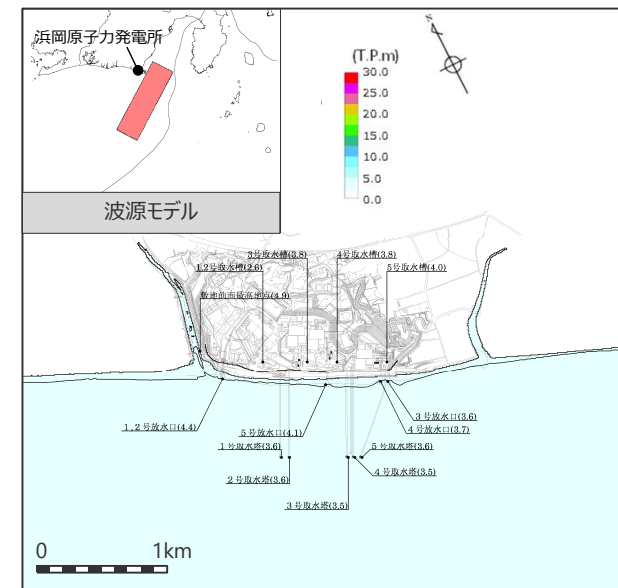 浜岡原子力発電所
波源モデル
N
(T.P.m)
30.0
25.0
20.0
15.0
10.0
5.0
0.0
3号取水槽(3.8)
4号取水槽(3.8)
1,2号取水槽(2.6)
5号取水槽(4.0)
敷地前面最高地点(4.9)
1,2号放水口(4.4)
5号放水口(4.1)
3号放水口(3.6)
4号放水口(3.7)
1号取水塔(3.6)
5号取水塔(3.6)
2号取水塔(3.6)
4号取水塔(3.5)
3号取水塔(3.5)
0 1km